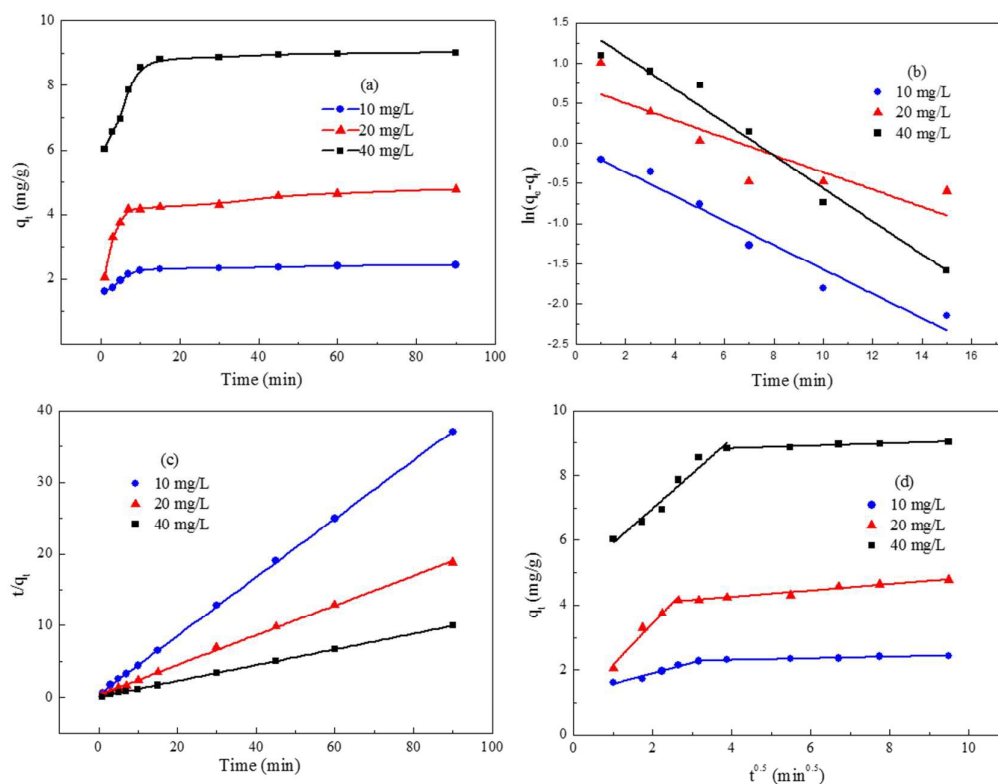 10
8
6
4
2
q_t (mg/g)
(a)
10 mg/L
20 mg/L
40 mg/L
0 20 40 60 80 100
Time (min)
1.5
1.0
0.5
0.0
-0.5
-1.0
-1.5
-2.0
-2.5
ln(q_e-q_t)
(b)
10 mg/L
20 mg/L
40 mg/L
0 2 4 6 8 10 12 14 16
Time (min)
40
30
20
10
0
t/q_t
(c)
10 mg/L
20 mg/L
40 mg/L
0 20 40 60 80 100
Time (min)
10
8
6
4
2
0
q_t (mg/g)
(d)
10 mg/L
20 mg/L
40 mg/L
0 2 4 6 8 10
t^0.5 (min^0.5)